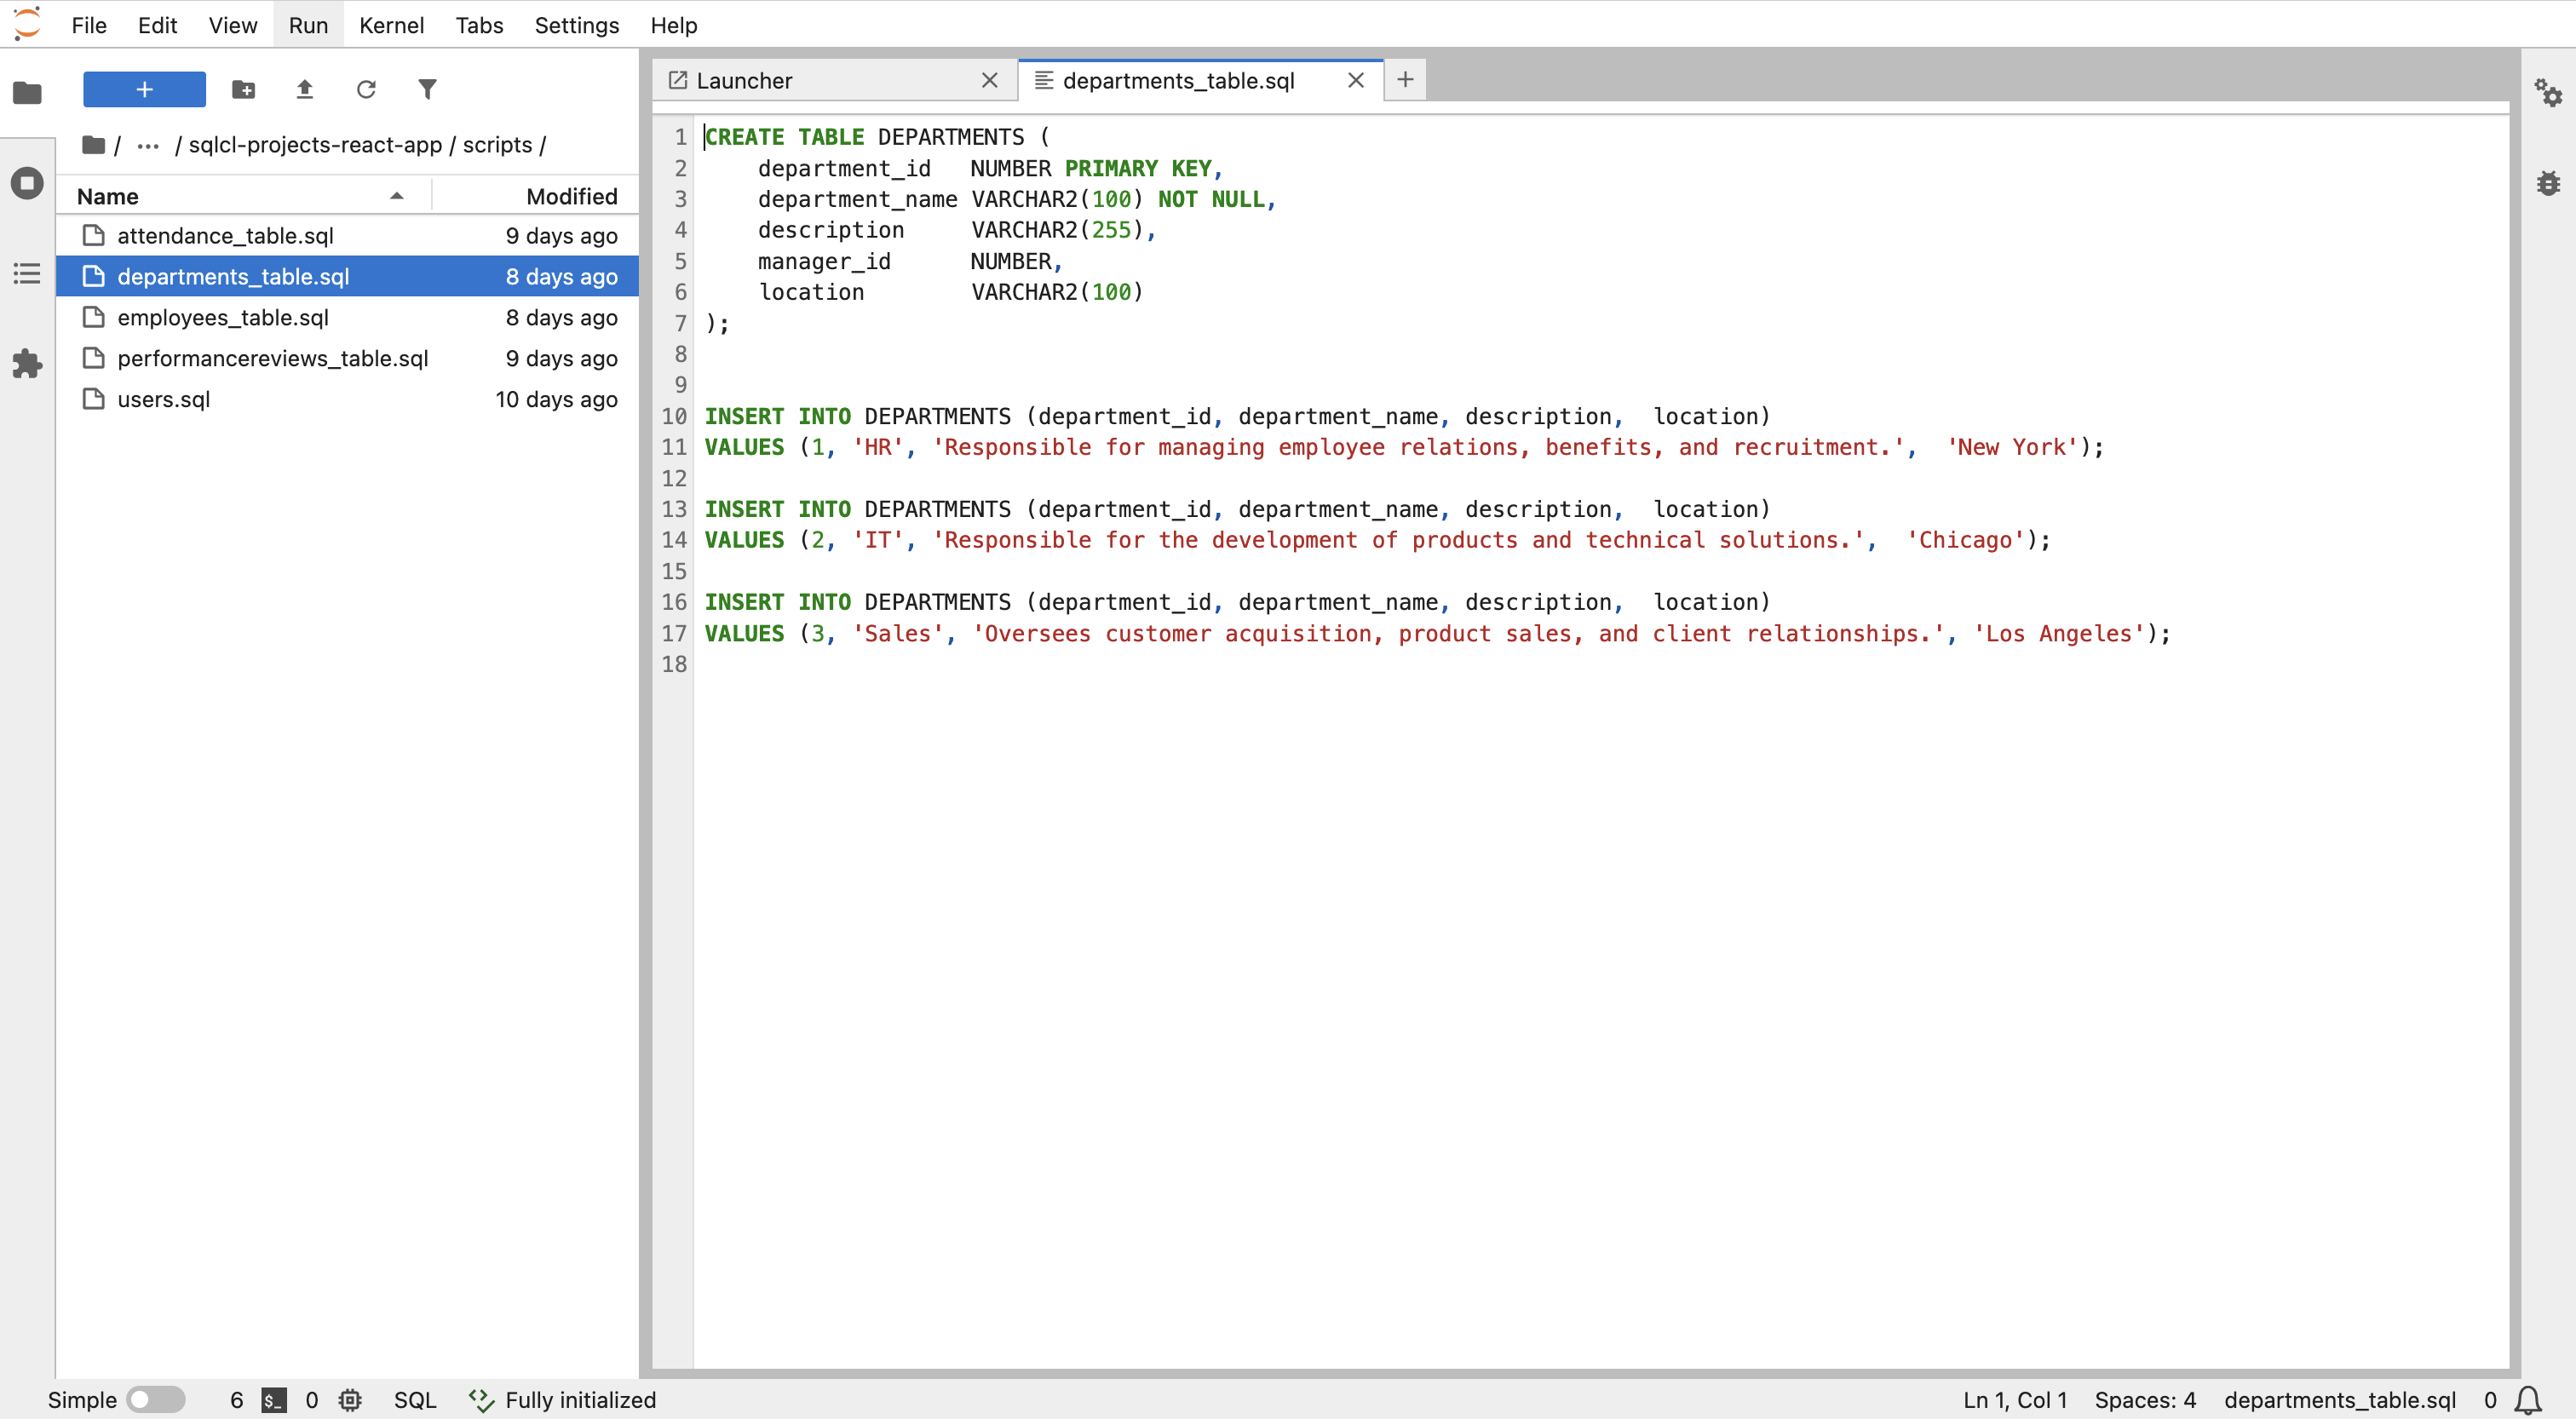 File Edit View Run Kernel Tabs Settings Help
Launcher departments_table.sql
/ ... / sqlcl-projects-react-app / scripts /
Name Modified
attendance_table.sql 9 days ago
departments_table.sql 8 days ago
employees_table.sql 8 days ago
performancereviews_table.sql 9 days ago
users.sql 10 days ago
1 CREATE TABLE DEPARTMENTS (
2     department_id   NUMBER PRIMARY KEY,
3     department_name VARCHAR2(100) NOT NULL,
4     description     VARCHAR2(255),
5     manager_id      NUMBER,
6     location        VARCHAR2(100)
7 );
8
9
10 INSERT INTO DEPARTMENTS (department_id, department_name, description,  location)
11 VALUES (1, 'HR', 'Responsible for managing employee relations, benefits, and recruitment.',  'New York');
12
13 INSERT INTO DEPARTMENTS (department_id, department_name, description,  location)
14 VALUES (2, 'IT', 'Responsible for the development of products and technical solutions.',  'Chicago');
15
16 INSERT INTO DEPARTMENTS (department_id, department_name, description,  location)
17 VALUES (3, 'Sales', 'Oversees customer acquisition, product sales, and client relationships.', 'Los Angeles');
18
Simple 6 $_ 0 SQL Fully initialized Ln 1, Col 1 Spaces: 4 departments_table.sql 0